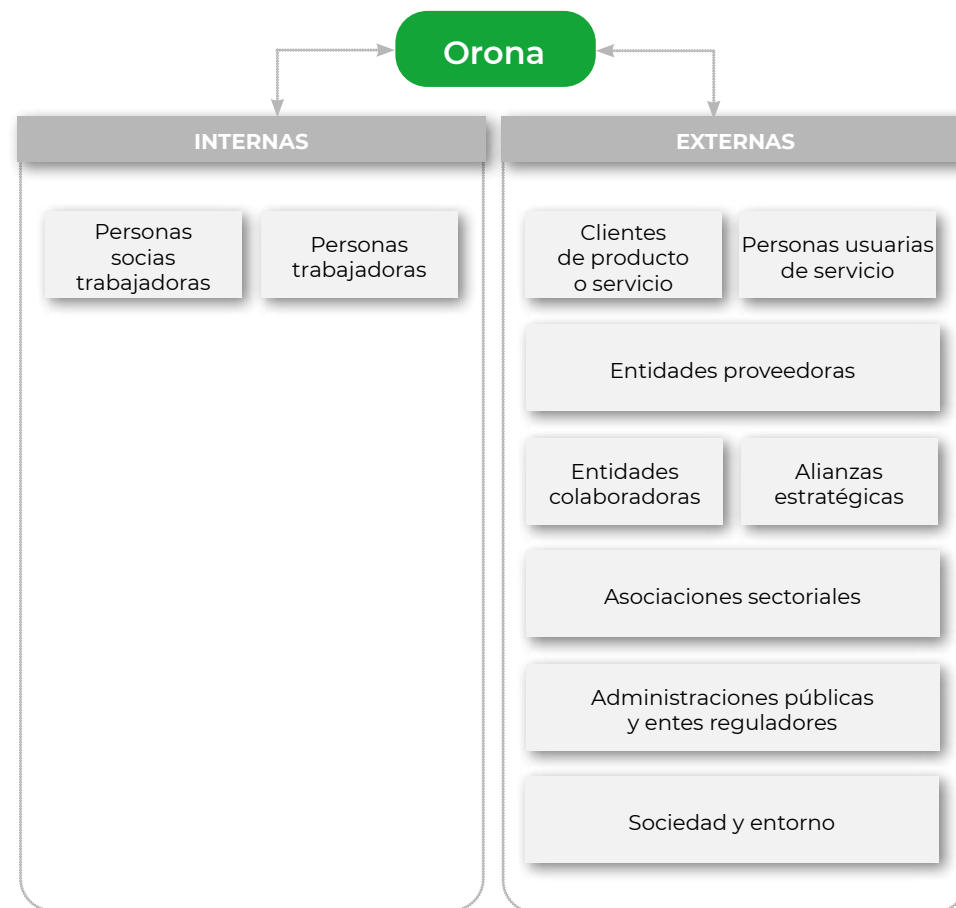 Orona
INTERNAS
EXTERNAS
Personas
socias
trabajadoras
Personas
trabajadoras
Clientes
de producto
o servicio
Personas usuarias
de servicio
Entidades proveedoras
Entidades
colaboradoras
Alianzas
estratégicas
Asociaciones sectoriales
Administraciones públicas
y entes reguladores
Sociedad y entorno